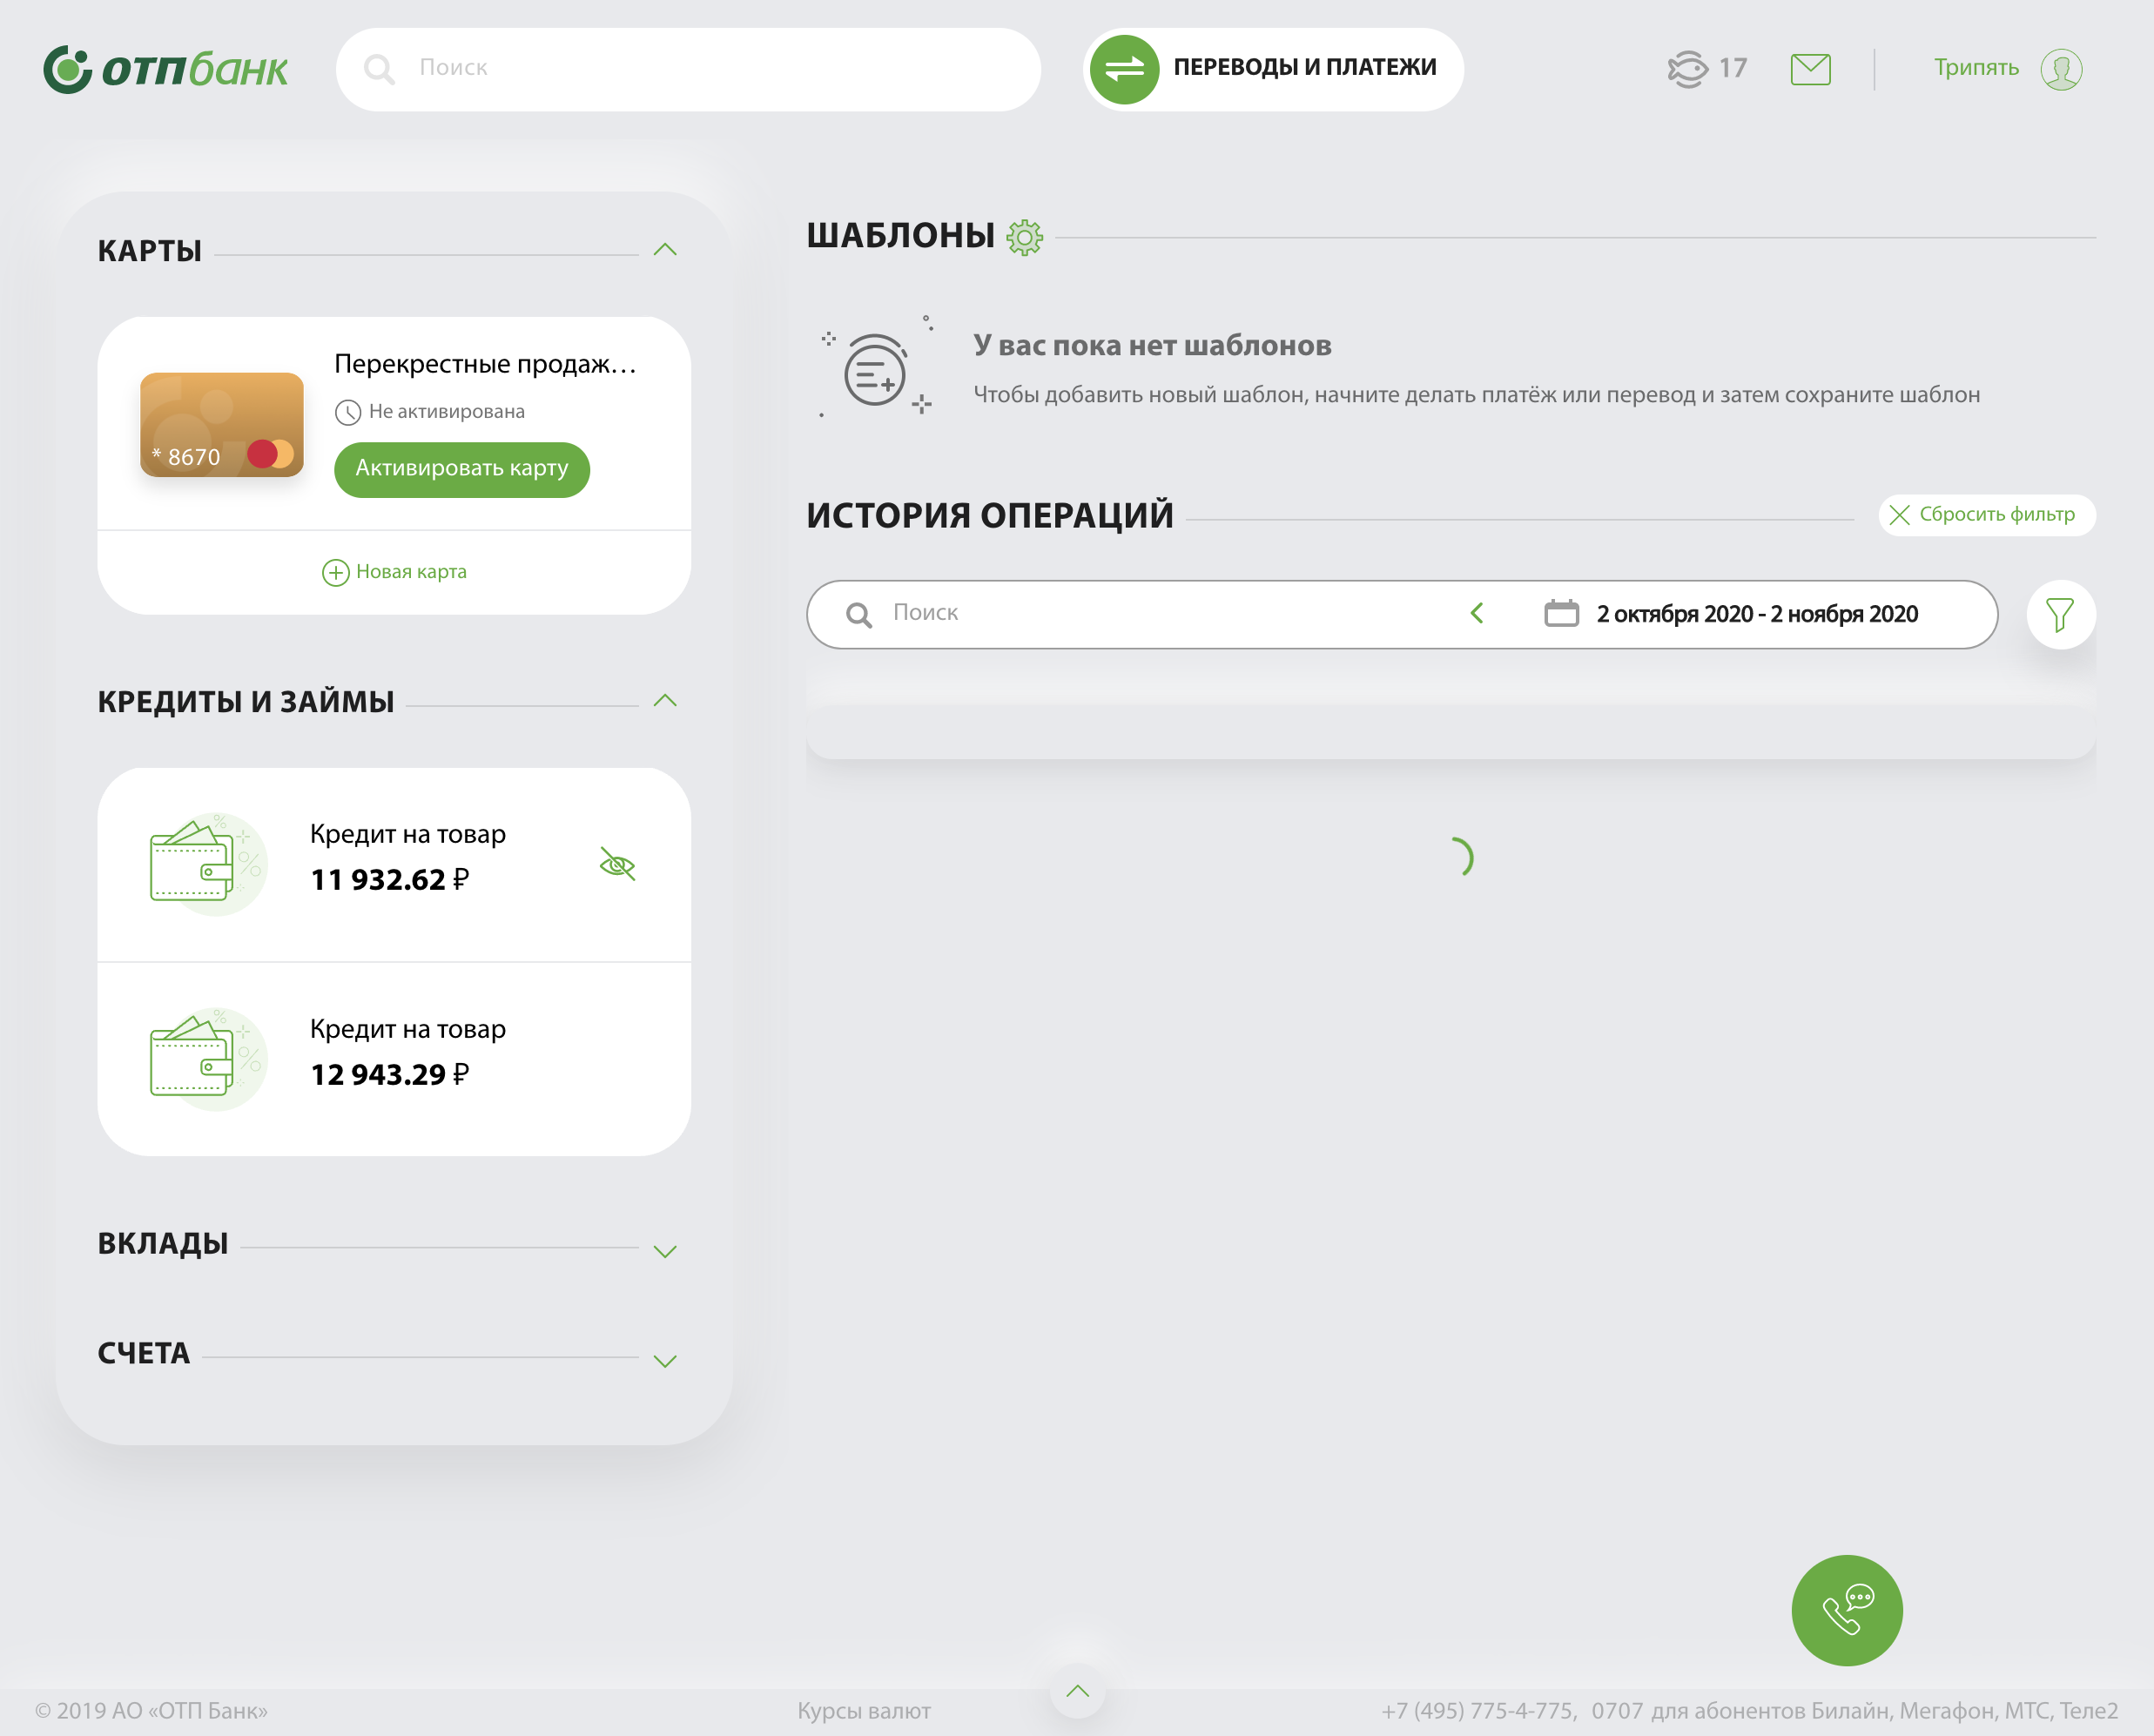 отпбанк
Поиск
ПЕРЕВОДЫ И ПЛАТЕЖИ
17
Трипять
КАРТЫ
Перекрестные продаж…
Не активирована
* 8670
Активировать карту
Новая карта
КРЕДИТЫ И ЗАЙМЫ
Кредит на товар
11 932.62 ₽
Кредит на товар
12 943.29 ₽
ВКЛАДЫ
СЧЕТА
ШАБЛОНЫ
У вас пока нет шаблонов
Чтобы добавить новый шаблон, начните делать платёж или перевод и затем сохраните шаблон
ИСТОРИЯ ОПЕРАЦИЙ
Сбросить фильтр
Поиск
2 октября 2020 - 2 ноября 2020
© 2019 АО «ОТП Банк»
Курсы валют
+7 (495) 775-4-775, 0707 для абонентов Билайн, Мегафон, МТС, Теле2